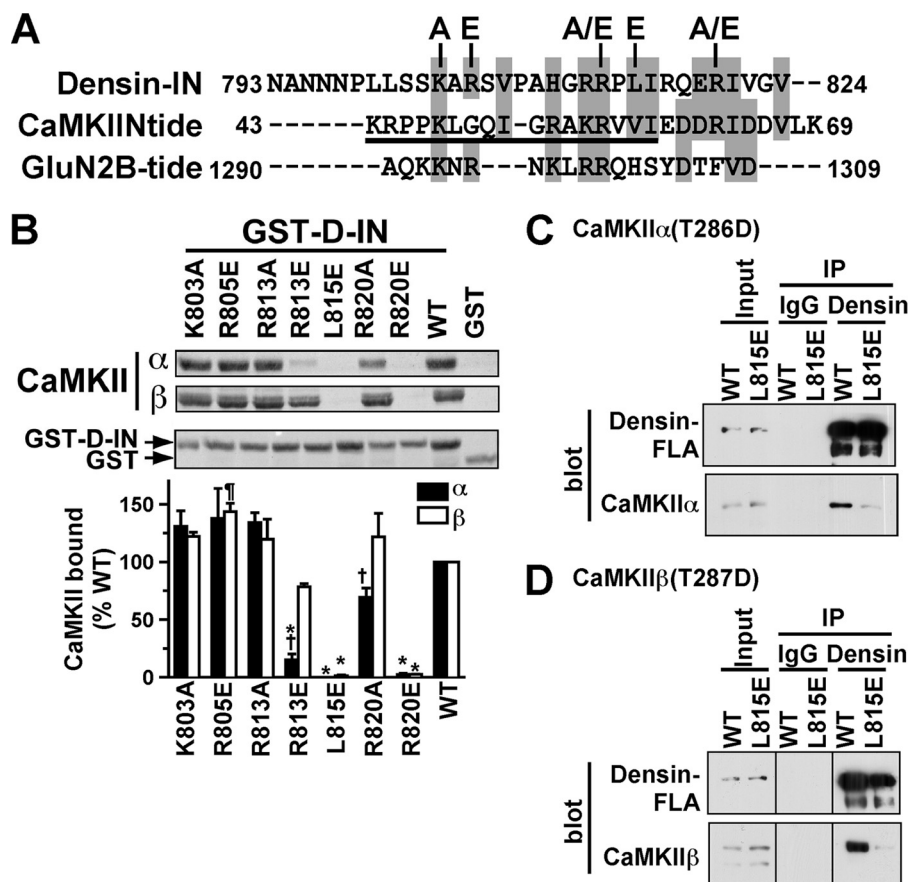 A
A E A/E E A/E
Densin-IN 793 NANNNPLLSSKARSVPAHGRRPLIRQERIVGV-- 824
CaMKIINtide 43 ------KRPPKLGQI-GRAKRVVIEDDRIDDVLK 69
GluN2B-tide 1290 -------AQKKNR---NKLRRQHSYDTFVD---- 1309
B
GST-D-IN
K803A R805E R813A R813E L815E R820A R820E WT GST
CaMKII α
β
GST-D-IN
GST
CaMKII bound (% WT)
150
100
50
0
α
β
¶
*
†
* *
†
* *
K803A R805E R813A R813E L815E R820A R820E WT
C CaMKIIα(T286D)
Input IP
IgG Densin
WT L815E WT L815E WT L815E
blot
Densin-FLA
CaMKIIα
D CaMKIIβ(T287D)
Input IP
IgG Densin
WT L815E WT L815E WT L815E
blot
Densin-FLA
CaMKIIβ